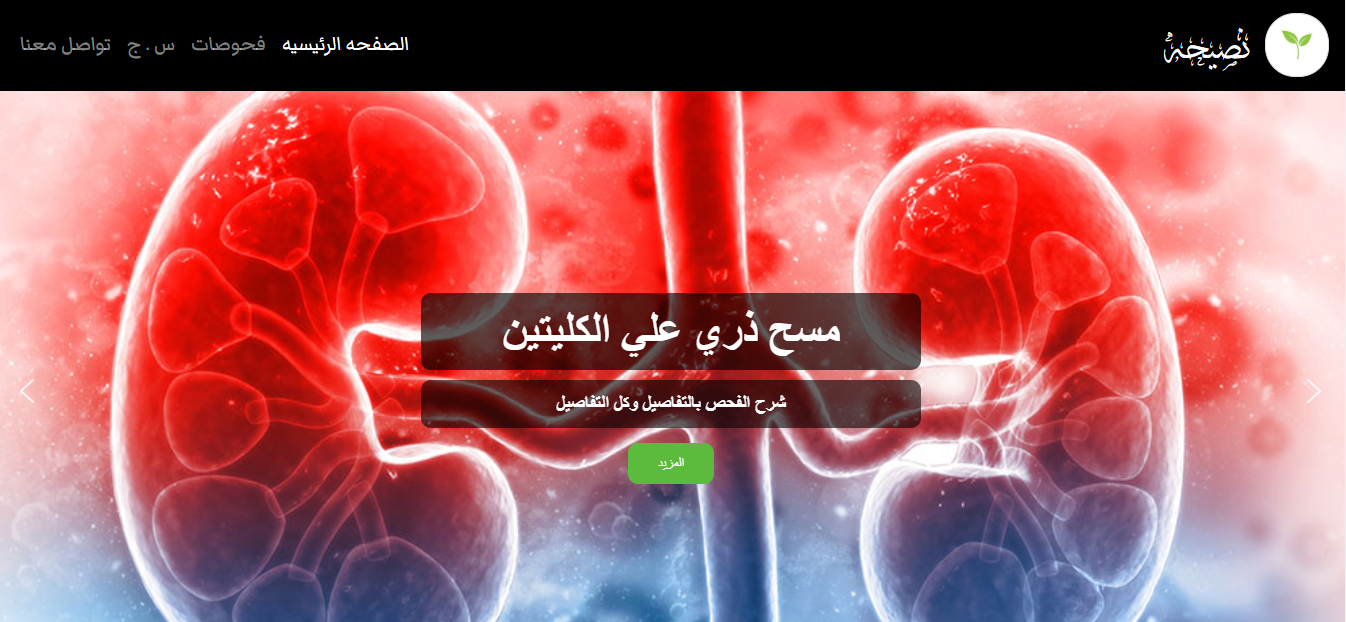 نصيحة
الصفحه الرئيسيه فحوصات س . ج تواصل معنا
مسح ذري علي الكليتين
شرح الفحص بالتفاصيل وكل التفاصيل
المزيد